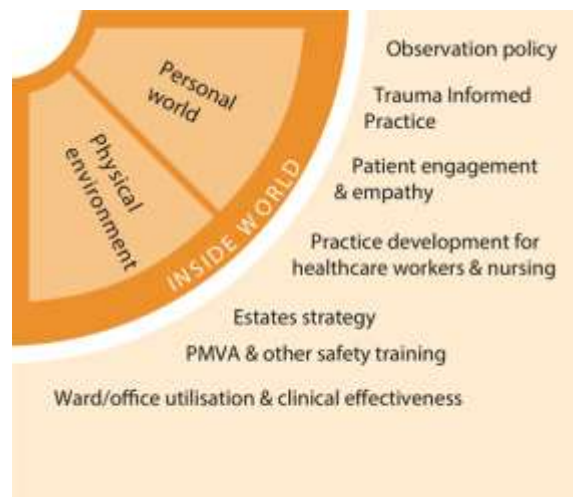 Personal
world
Physical
environment
INSIDE WORLD
Observation policy
Trauma Informed
Practice
Patient engagement
& empathy
Practice development for
healthcare workers & nursing
Estates strategy
PMVA & other safety training
Ward/office utilisation & clinical effectiveness